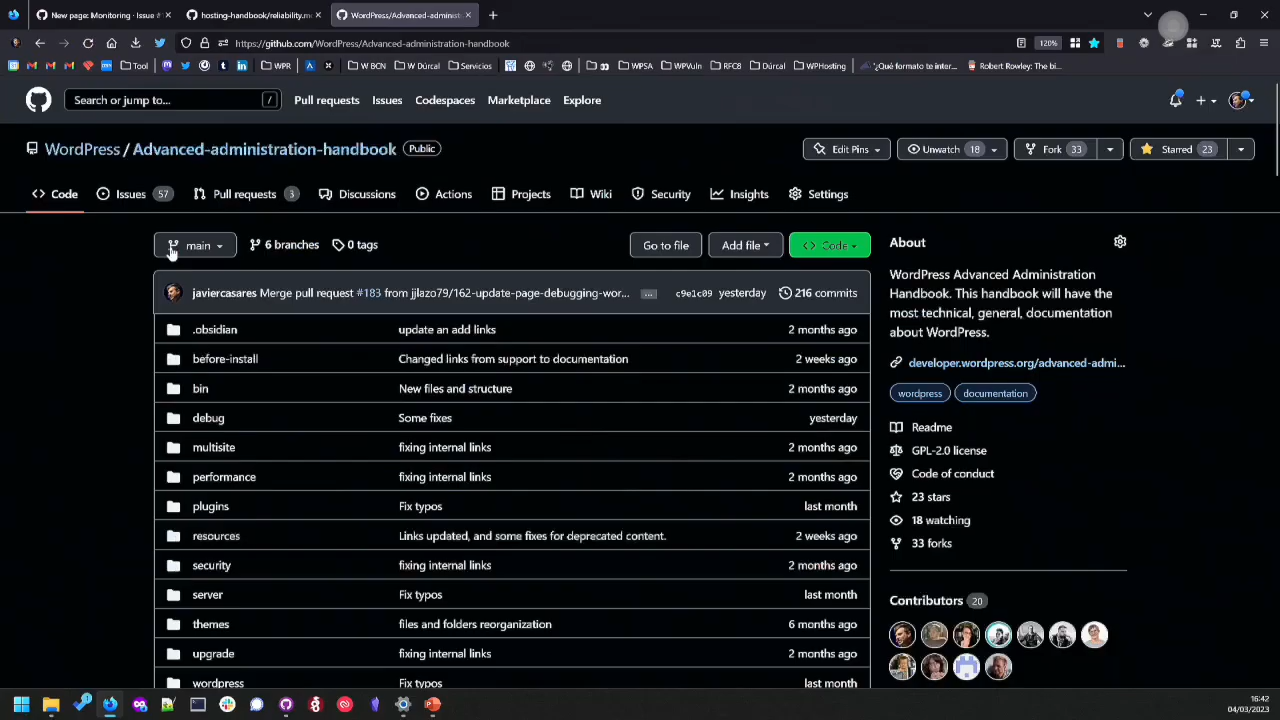 New page: Monitoring · Issue #
hosting-handbook/reliability.m
WordPress/Advanced-administ
https://github.com/WordPress/Advanced-administration-handbook
120%
Tool
WPR
W BCN
W Dúrcal
Servicios
WPSA
WPVuln
RFC8
Dúrcal
WPHosting
"¿Qué formato te inter...
Robert Rowley: The bi...
Search or jump to...
/
Pull requests
Issues
Codespaces
Marketplace
Explore
WordPress / Advanced-administration-handbook
Public
Edit Pins
Unwatch 18
Fork 33
Starred 23
Code
Issues 57
Pull requests 3
Discussions
Actions
Projects
Wiki
Security
Insights
Settings
main
6 branches
0 tags
Go to file
Add file
Code
javiercasares Merge pull request #183 from jjlazo79/162-update-page-debugging-wor... ... c9e1c09 yesterday 216 commits
.obsidian update an add links 2 months ago
before-install Changed links from support to documentation 2 weeks ago
bin New files and structure 2 months ago
debug Some fixes yesterday
multisite fixing internal links 2 months ago
performance fixing internal links 2 months ago
plugins Fix typos last month
resources Links updated, and some fixes for deprecated content. 2 weeks ago
security fixing internal links 2 months ago
server Fix typos last month
themes files and folders reorganization 6 months ago
upgrade fixing internal links 2 months ago
wordpress Fix typos last month
About
WordPress Advanced Administration
Handbook. This handbook will have the
most technical, general, documentation
about WordPress.
developer.wordpress.org/advanced-admi...
wordpress
documentation
Readme
GPL-2.0 license
Code of conduct
23 stars
18 watching
33 forks
Contributors 20
16:42
04/03/2023